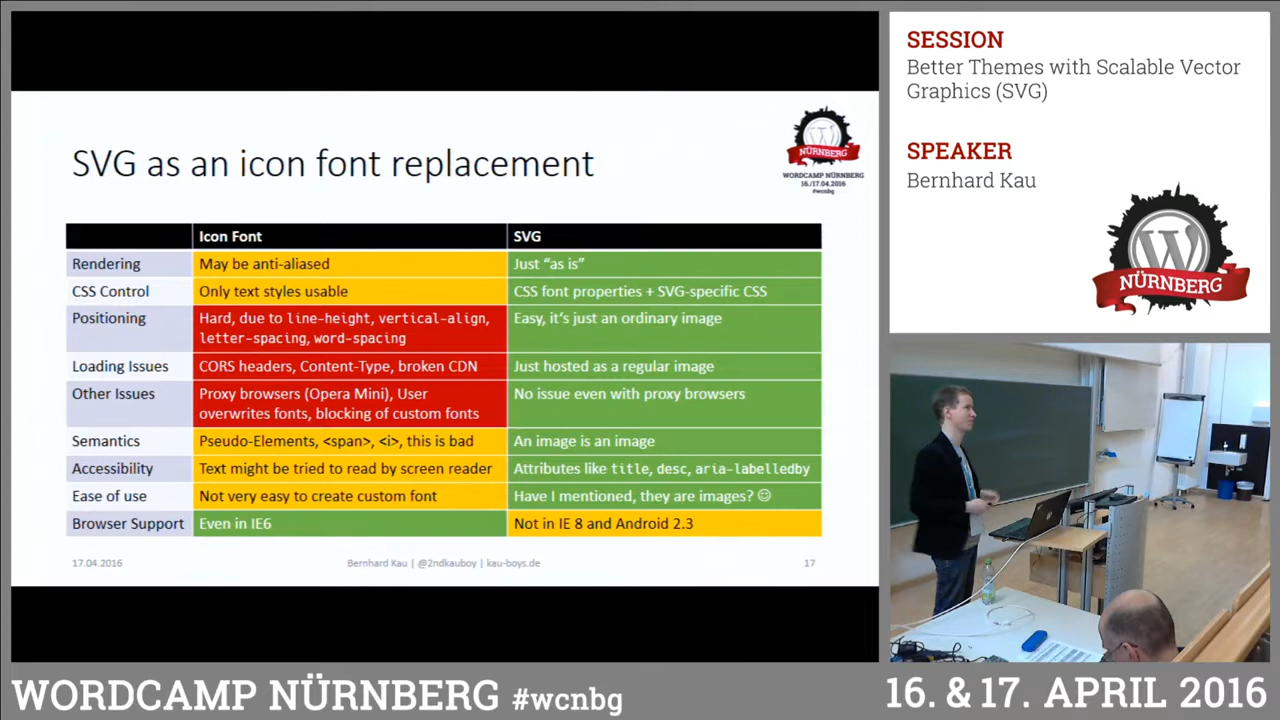 SVG as an icon font replacement
NÜRNBERG
WORDCAMP NÜRNBERG
16./17.04.2016
#wcnbg
Icon Font SVG
Rendering May be anti-aliased Just “as is”
CSS Control Only text styles usable CSS font properties + SVG-specific CSS
Positioning Hard, due to line-height, vertical-align, Easy, it’s just an ordinary image
letter-spacing, word-spacing
Loading Issues CORS headers, Content-Type, broken CDN Just hosted as a regular image
Other Issues Proxy browsers (Opera Mini), User No issue even with proxy browsers
overwrites fonts, blocking of custom fonts
Semantics Pseudo-Elements, <span>, <i>, this is bad An image is an image
Accessibility Text might be tried to read by screen reader Attributes like title, desc, aria-labelledby
Ease of use Not very easy to create custom font Have I mentioned, they are images? ☺
Browser Support Even in IE6 Not in IE 8 and Android 2.3
17.04.2016 Bernhard Kau | @2ndkauboy | kau-boys.de 17
SESSION
Better Themes with Scalable Vector
Graphics (SVG)
SPEAKER
Bernhard Kau
W
NÜRNBERG
WORDCAMP NÜRNBERG #wcnbg
16. & 17. APRIL 2016